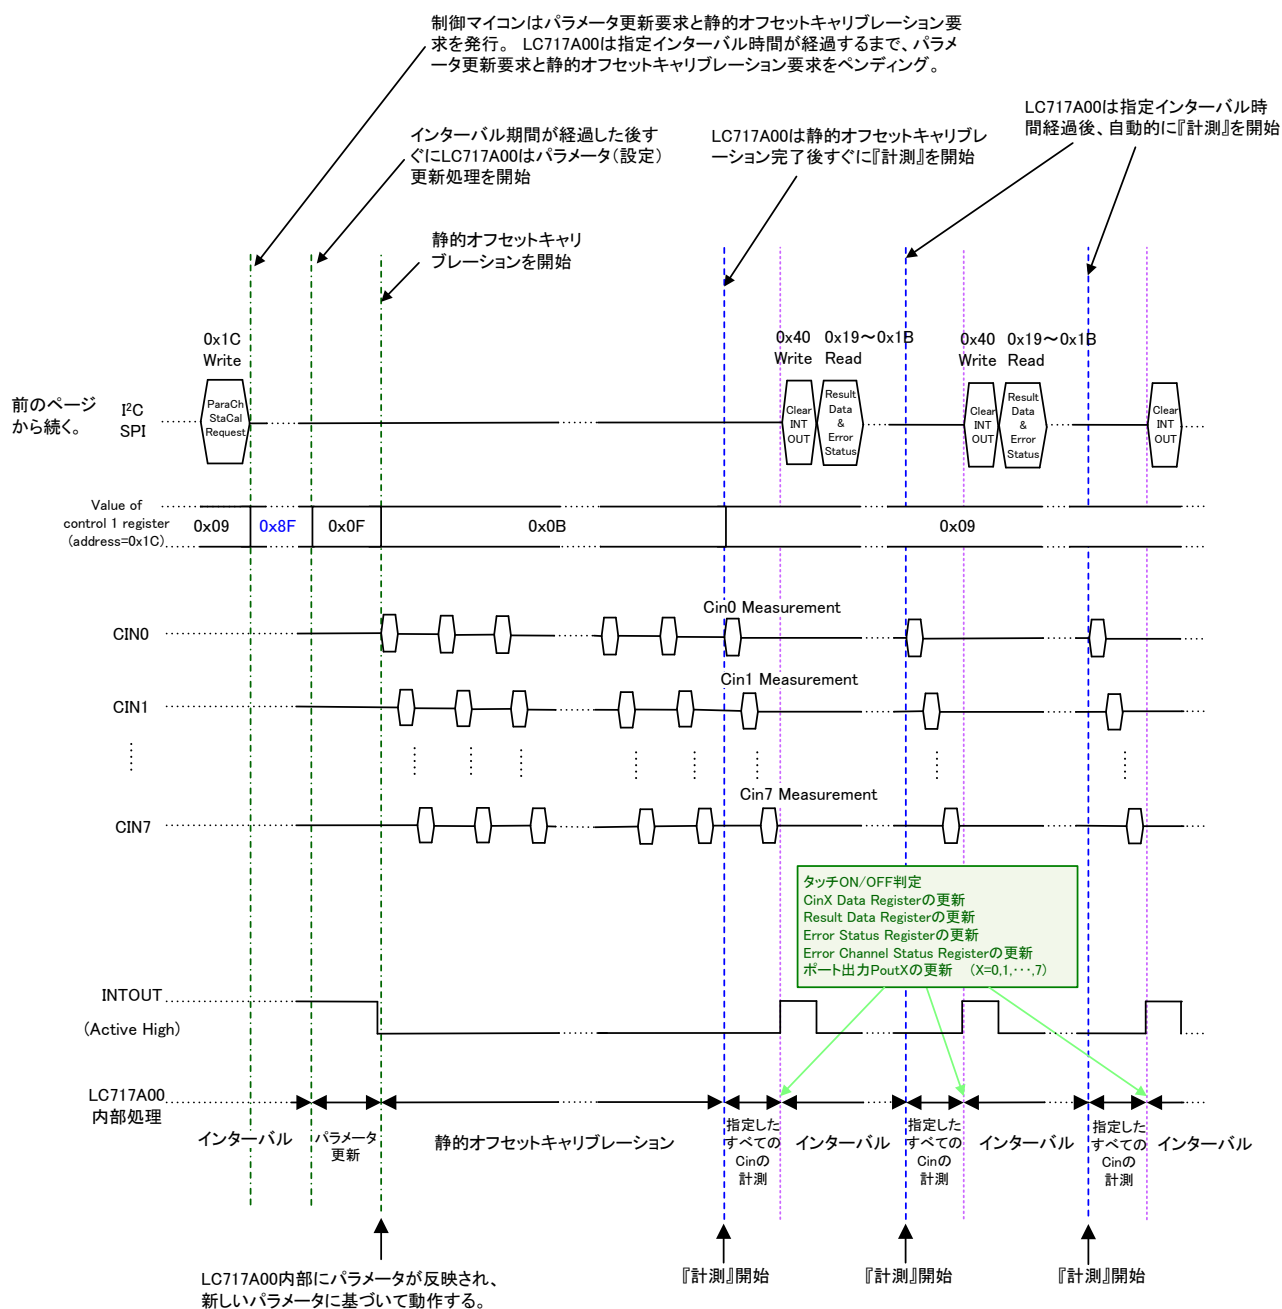 制御マイコンはパラメータ更新要求と静的オフセットキャリブレーション要
求を発行。 LC717A00は指定インターバル時間が経過するまで、パラメ
ータ更新要求と静的オフセットキャリブレーション要求をペンディング。
LC717A00は指定インターバル時
間経過後、自動的に『計測』を開始
インターバル期間が経過した後す
ぐにLC717A00はパラメータ(設定)
更新処理を開始
LC717A00は静的オフセットキャリブレ
ーション完了後すぐに『計測』を開始
静的オフセットキャリ
ブレーションを開始
0x1C
Write
0x40
Write
0x19～0x1B
Read
0x40
Write
0x19～0x1B
Read
前のページ
から続く。
I²C
SPI
ParaCh
StaCal
Request
Clear
INT
OUT
Result
Data
&
Error
Status
Clear
INT
OUT
Result
Data
&
Error
Status
Clear
INT
OUT
Value of
control 1 register
(address=0x1C)
0x09
0x8F
0x0F
0x0B
0x09
Cin0 Measurement
CIN0
Cin1 Measurement
CIN1
Cin7 Measurement
CIN7
タッチON/OFF判定
CinX Data Registerの更新
Result Data Registerの更新
Error Status Registerの更新
Error Channel Status Registerの更新
ポート出力PoutXの更新 (X=0,1,･･･,7)
INTOUT
(Active High)
LC717A00
内部処理
インターバル
パラメータ
更新
静的オフセットキャリブレーション
指定した
すべての
Cinの
計測
インターバル
指定した
すべての
Cinの
計測
インターバル
指定した
すべての
Cinの
計測
インターバル
LC717A00内部にパラメータが反映され、
新しいパラメータに基づいて動作する。
『計測』開始
『計測』開始
『計測』開始